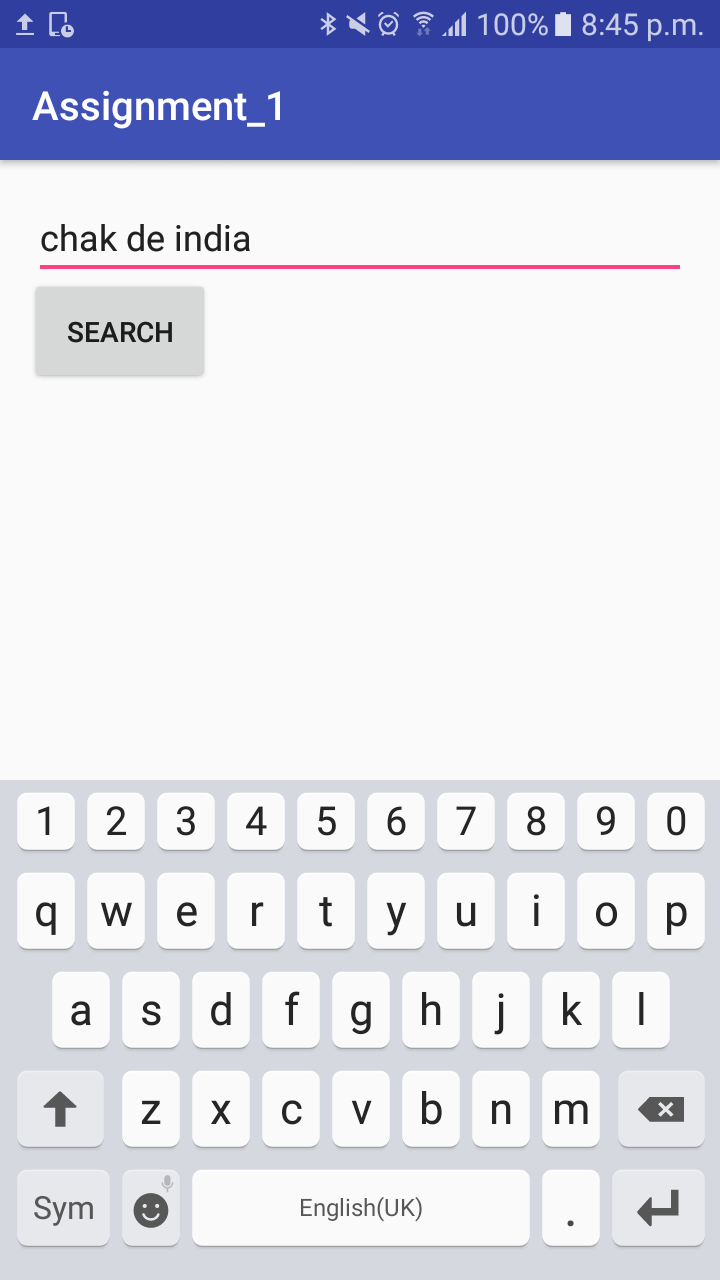 100% 8:45 p.m.
Assignment_1
chak de india
SEARCH
1 2 3 4 5 6 7 8 9 0
q w e r t y u i o p
a s d f g h j k l
z x c v b n m
Sym English(UK) .